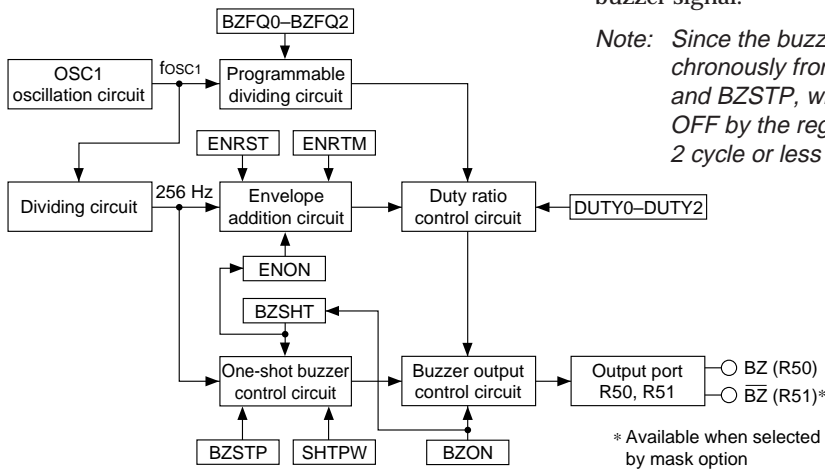 buzzer signal.
Note: Since the buzz
chronously from
and BZSTP, w
OFF by the reg
2 cycle or less
BZFQ0–BZFQ2
OSC1
oscillation circuit
fOSC1
Programmable
dividing circuit
ENRST
ENRTM
Dividing circuit
256 Hz
Envelope
addition circuit
Duty ratio
control circuit
DUTY0–DUTY2
ENON
BZSHT
One-shot buzzer
control circuit
Buzzer output
control circuit
Output port
R50, R51
BZ (R50)
B̅Z̅ (R51)*
BZSTP
SHTPW
BZON
* Available when selected
by mask option